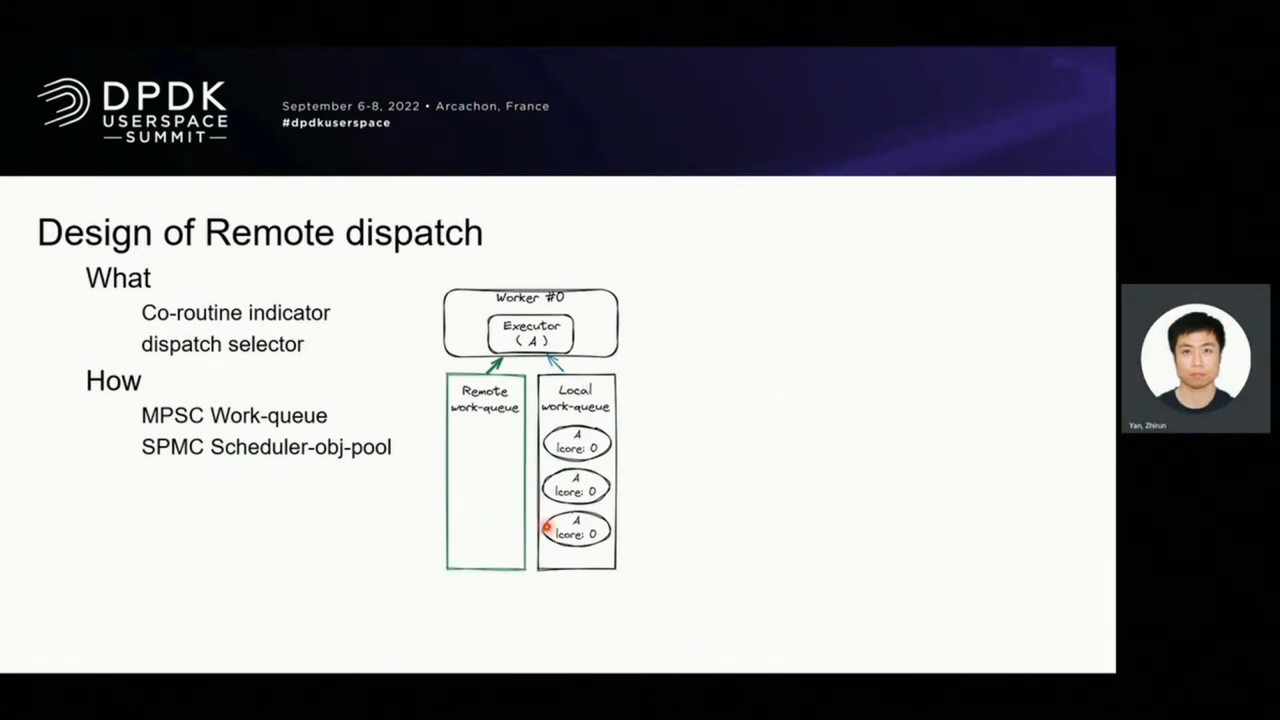 DPDK
USERSPACE
SUMMIT
September 6-8, 2022 • Arcachon, France
#dpdkuserspace
Design of Remote dispatch
What
Co-routine indicator
dispatch selector
How
MPSC Work-queue
SPMC Scheduler-obj-pool
Worker #0
Executor
( A )
Remote
work-queue
Local
work-queue
A
lcore: 0
A
lcore: 0
A
lcore: 0
Yan, Zhirun